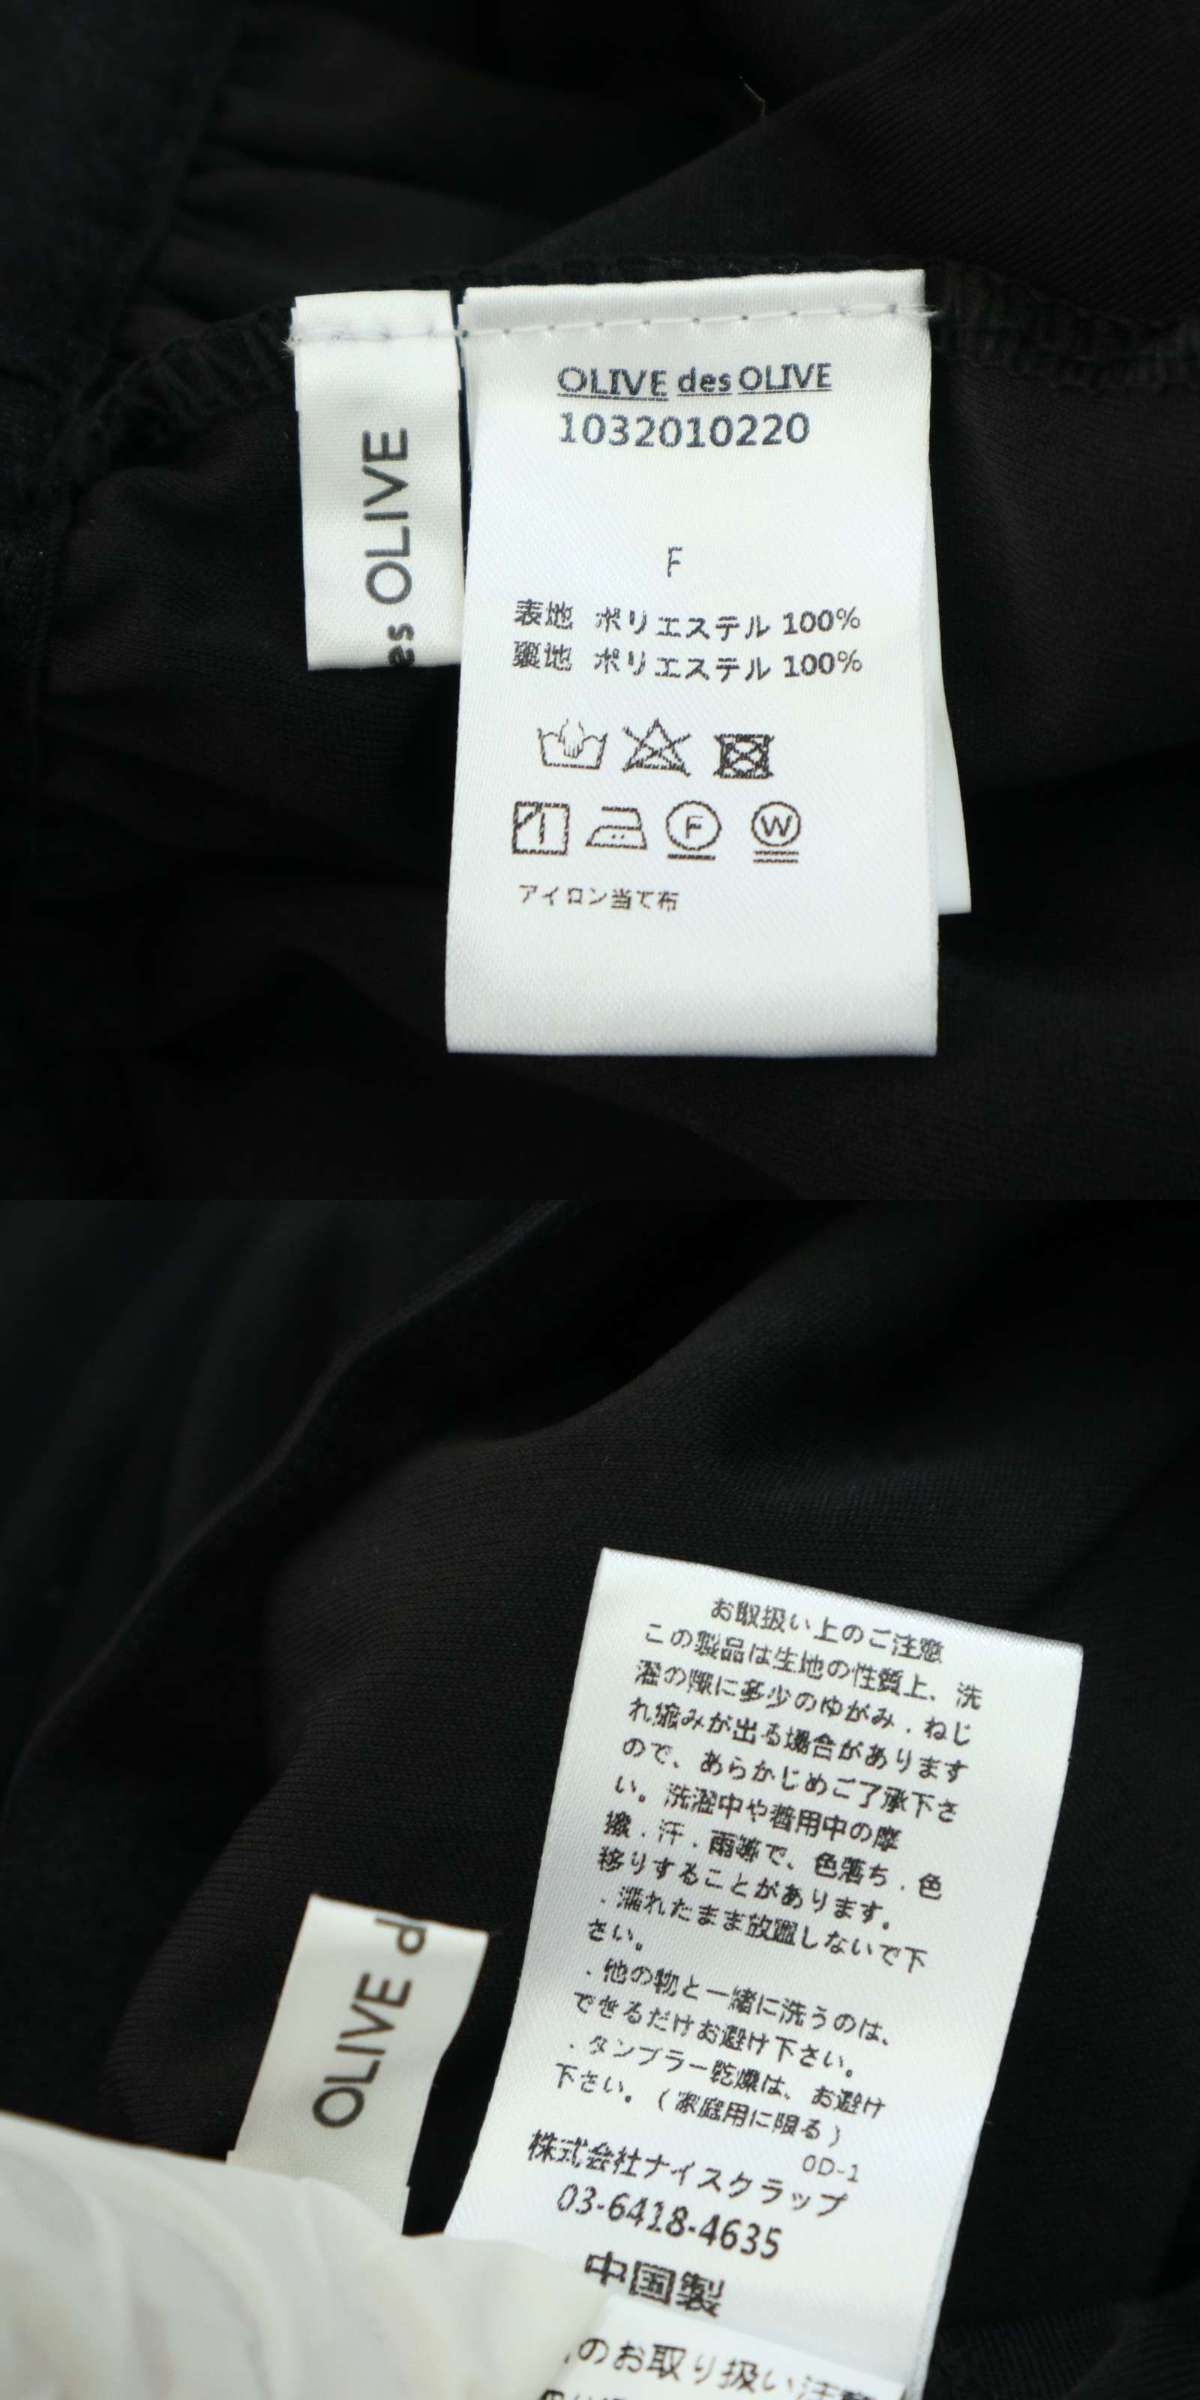 OLIVE des OLIVE
1032010220
es OLIVE
F
表地 ポリエステル 100%
裏地 ポリエステル 100%
F
W
アイロン当て布
お取扱い上のご注意
この製品は生地の性質上、洗
濯の際に多少のゆがみ．ねじ
れ縮みが出る場合があります
ので、あらかじめご了承下さ
い。洗濯中や着用中の摩
擦．汗．雨等で、色落ち．色
移りすることがあります。
．濡れたまま放置しないで下
さい。
．他の物と一緒に洗うのは、
できるだけお避け下さい。
．タンブラー乾燥は、お避け
下さい。（家庭用に限る）
OD-1
株式会社ナイスクラップ
03-6418-4635
中国製
OLIVE d
のお取り扱い注意